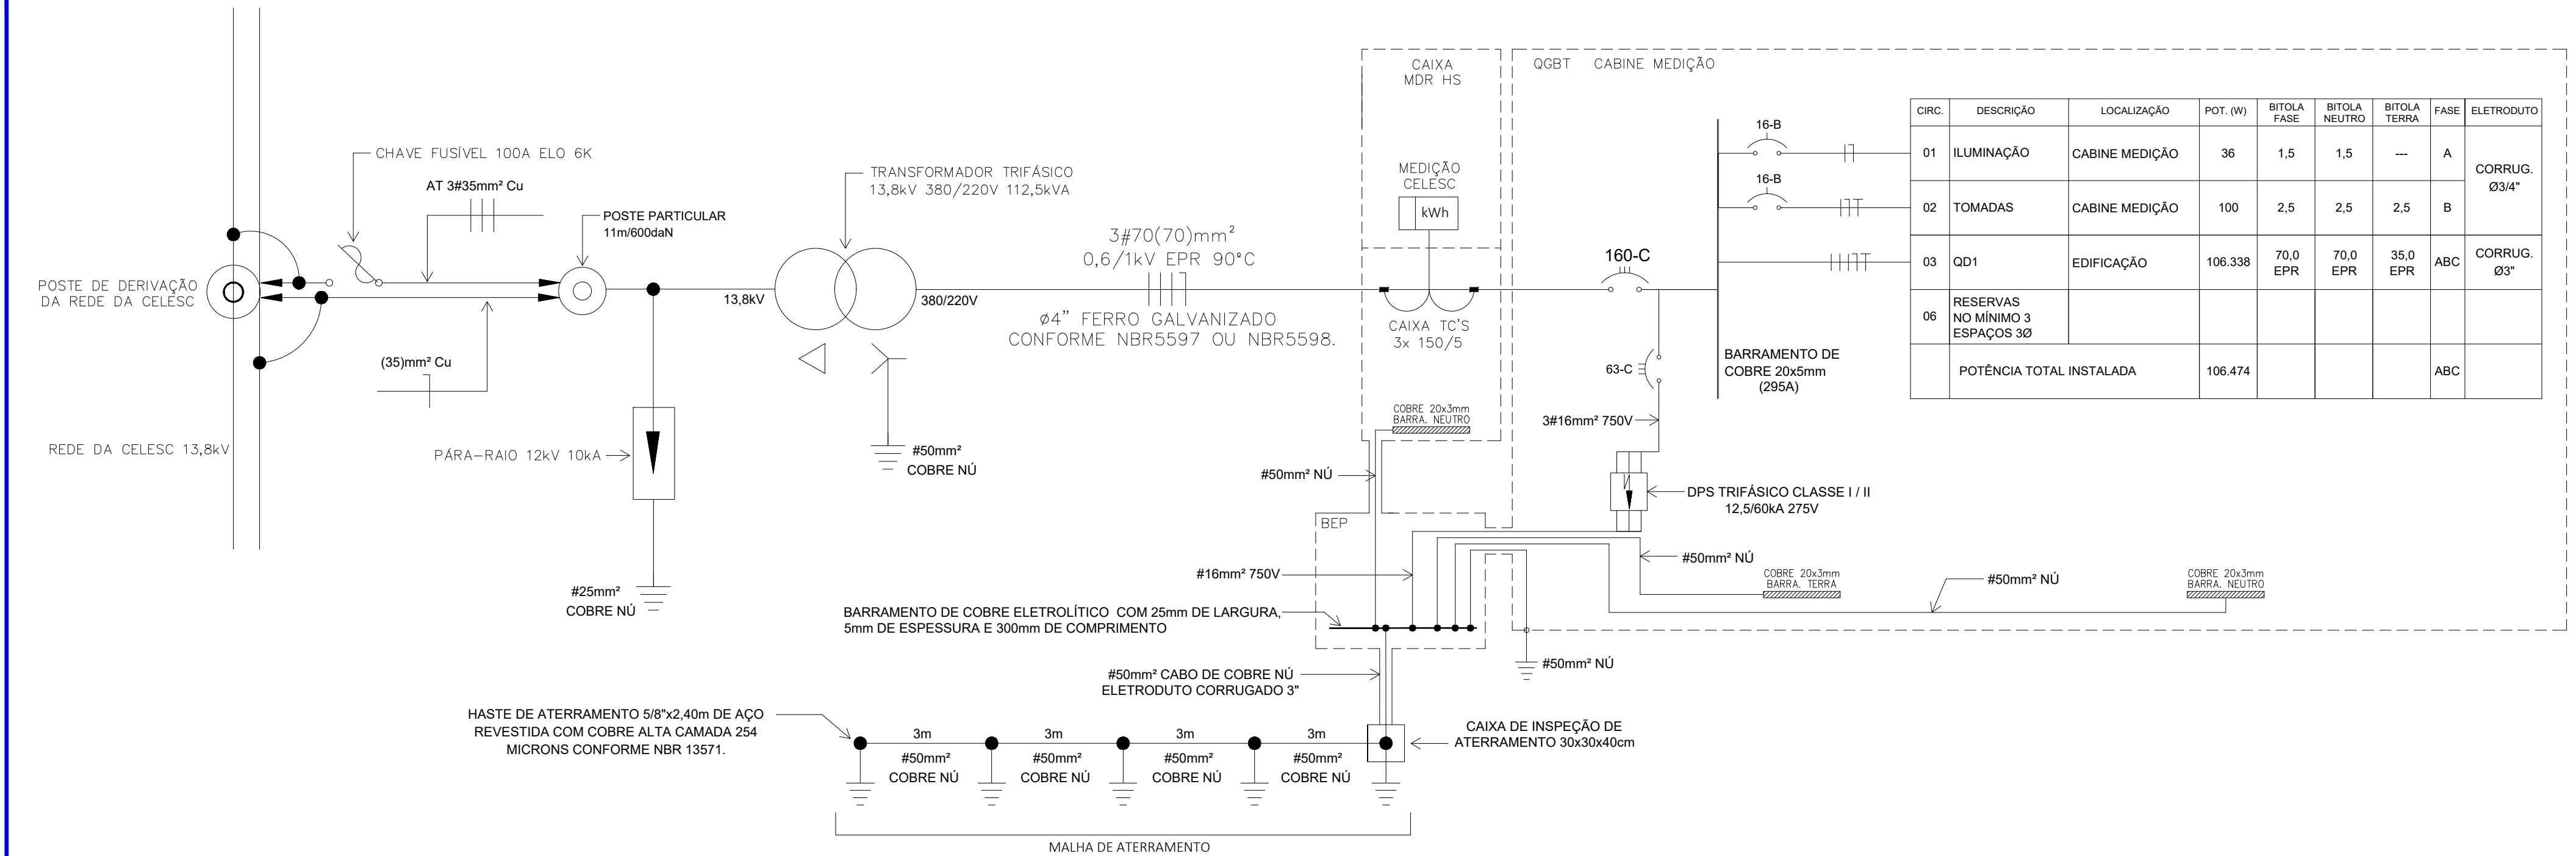 POSTE DE DERIVAÇÃO
DA REDE DA CELESC
REDE DA CELESC 13,8kV
CHAVE FUSÍVEL 100A ELO 6K
AT 3#35mm² Cu
(35)mm² Cu
POSTE PARTICULAR
11m/600daN
PÁRA-RAIO 12kV 10kA
#25mm²
COBRE NÚ
TRANSFORMADOR TRIFÁSICO
13,8kV 380/220V 112,5kVA
13,8kV
380/220V
#50mm²
COBRE NÚ
3#70(70)mm²
0,6/1kV EPR 90°C
ø4" FERRO GALVANIZADO
CONFORME NBR5597 OU NBR5598.
CAIXA
MDR HS
MEDIÇÃO
CELESC
kWh
CAIXA TC'S
3x 150/5
COBRE 20x3mm
BARRA. NEUTRO
#50mm² NÚ
QGBT CABINE MEDIÇÃO
160-C
63-C
3#16mm² 750V
16-B
16-B
BARRAMENTO DE
COBRE 20x5mm
(295A)
CIRC. DESCRIÇÃO LOCALIZAÇÃO POT. (W) BITOLA FASE BITOLA NEUTRO BITOLA TERRA FASE ELETRODUTO
01 ILUMINAÇÃO CABINE MEDIÇÃO 36 1,5 1,5 --- A
CORRUG.
Ø3/4"
02 TOMADAS CABINE MEDIÇÃO 100 2,5 2,5 2,5 B
03 QD1 EDIFICAÇÃO 106.338 70,0 EPR 70,0 EPR 35,0 EPR ABC CORRUG. Ø3"
06 RESERVAS
NO MÍNIMO 3
ESPAÇOS 3Ø
POTÊNCIA TOTAL INSTALADA 106.474 ABC
DPS TRIFÁSICO CLASSE I / II
12,5/60kA 275V
BEP
#16mm² 750V
#50mm² NÚ
COBRE 20x3mm
BARRA. TERRA
#50mm² NÚ
COBRE 20x3mm
BARRA. NEUTRO
BARRAMENTO DE COBRE ELETROLÍTICO COM 25mm DE LARGURA,
5mm DE ESPESSURA E 300mm DE COMPRIMENTO
#50mm² NÚ
#50mm² CABO DE COBRE NÚ
ELETRODUTO CORRUGADO 3"
HASTE DE ATERRAMENTO 5/8"x2,40m DE AÇO
REVESTIDA COM COBRE ALTA CAMADA 254
MICRONS CONFORME NBR 13571.
3m 3m 3m 3m
#50mm² #50mm² #50mm² #50mm²
COBRE NÚ COBRE NÚ COBRE NÚ COBRE NÚ
CAIXA DE INSPEÇÃO DE
ATERRAMENTO 30x30x40cm
MALHA DE ATERRAMENTO